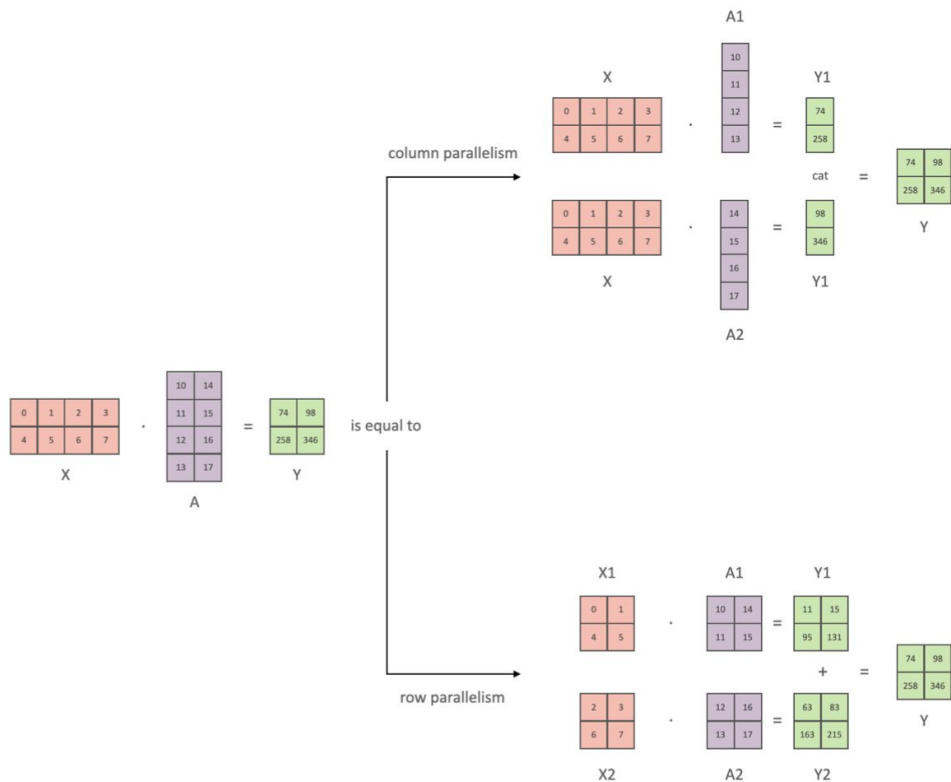 A1
X
Y1
10
11
12
13
0 1 2 3
4 5 6 7
·
=
74
258
column parallelism
cat
=
74 98
258 346
Y
0 1 2 3
4 5 6 7
·
14
15
16
17
=
98
346
X
Y1
A2
0 1 2 3
4 5 6 7
X
·
10 14
11 15
12 16
13 17
A
=
74 98
258 346
Y
is equal to
X1
A1
Y1
0 1
4 5
·
10 14
11 15
=
11 15
95 131
row parallelism
+
=
74 98
258 346
Y
2 3
6 7
·
12 16
13 17
=
63 83
163 215
X2
A2
Y2